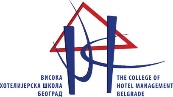 ВИСОКА
ХОТЕЛИЈЕРСКА ШКОЛА
БЕОГРАД
THE COLLEGE OF
HOTEL MANAGEMENT
BELGRADE